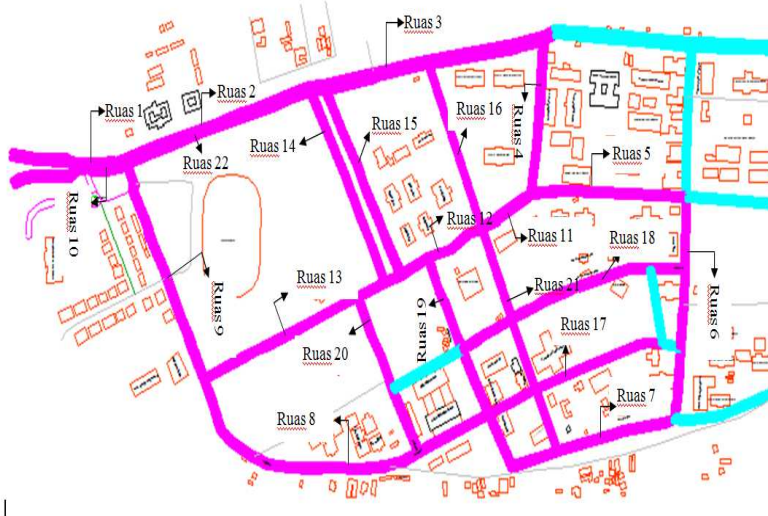 Ruas 3
Ruas 2
Ruas 1
Ruas 15
Ruas 16
Ruas 4
Ruas 14
Ruas 22
Ruas 5
Ruas 10
Ruas 12
Ruas 11
Ruas 18
Ruas 13
Ruas 21
Ruas 9
Ruas 19
Ruas 6
Ruas 17
Ruas 20
Ruas 7
Ruas 8